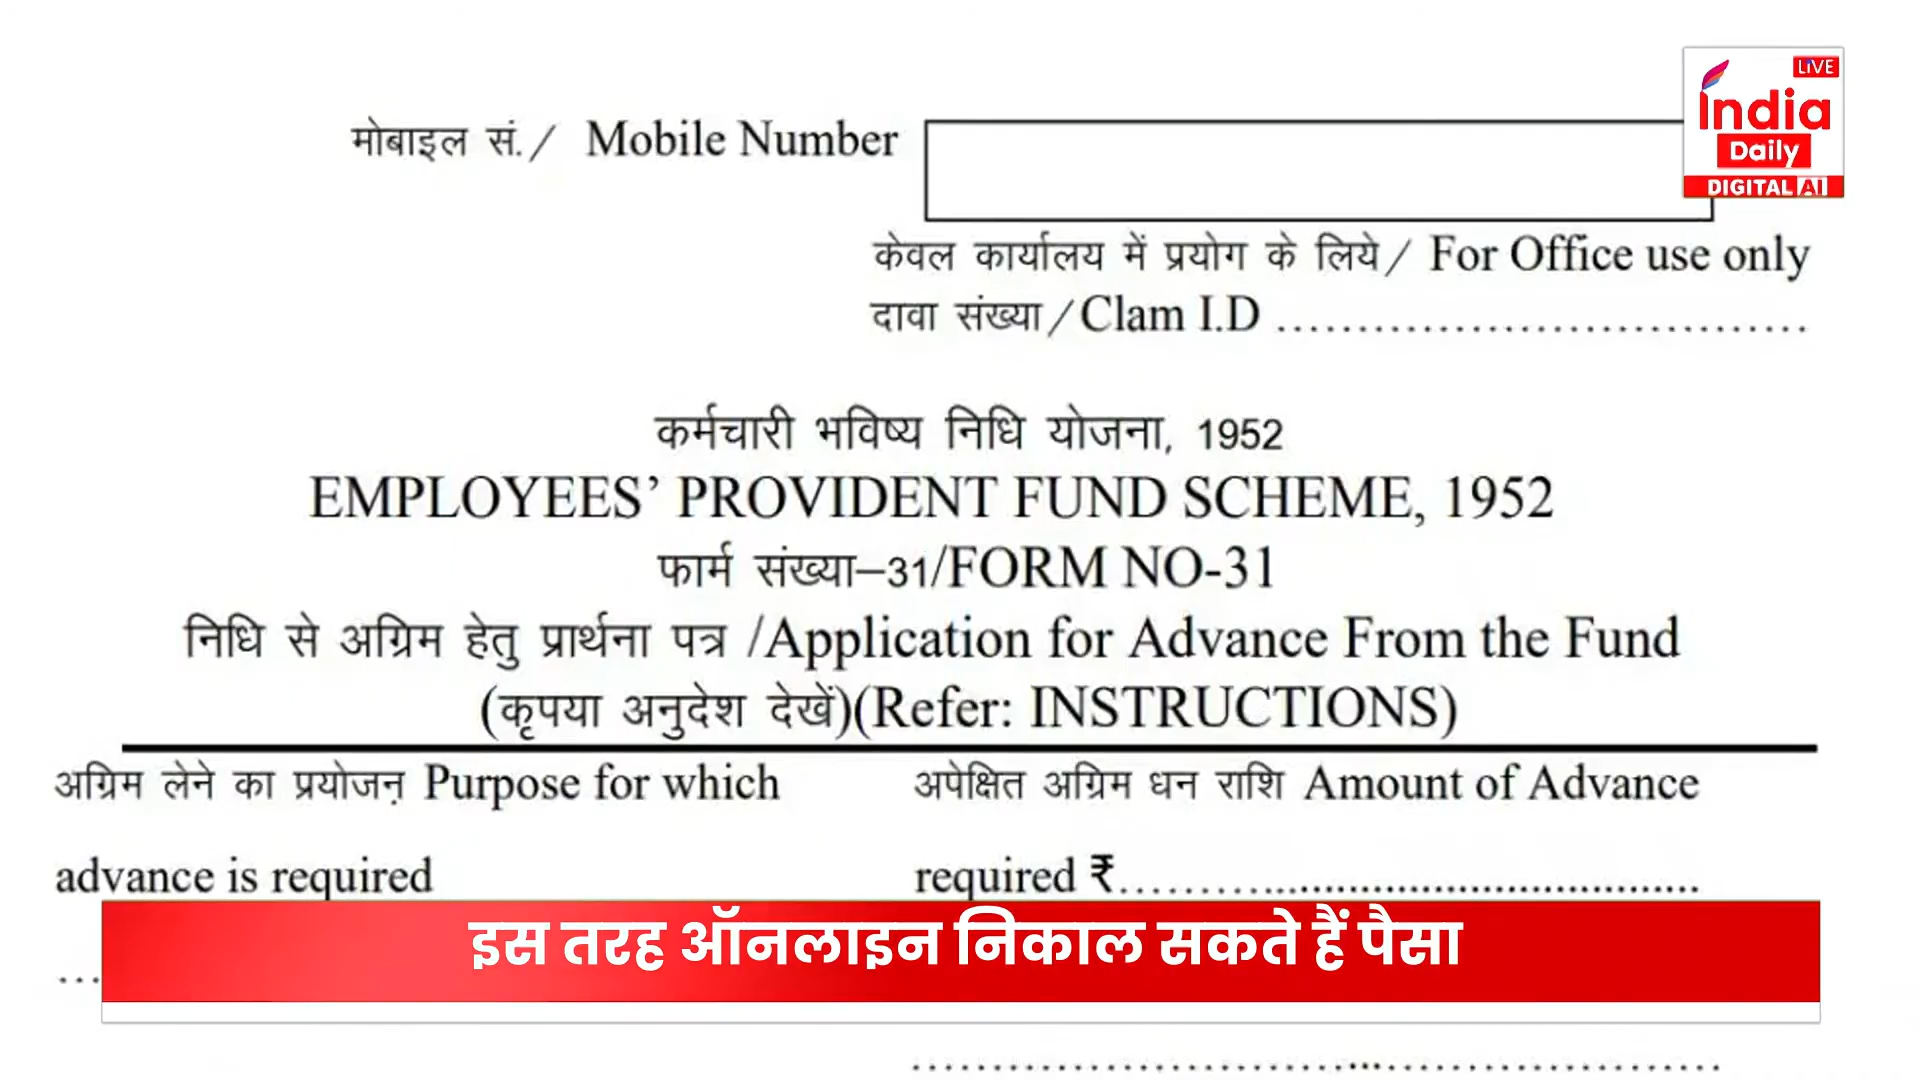 LIVE
India
Daily
DIGITAL AI
मोबाइल सं./ Mobile Number
केवल कार्यालय में प्रयोग के लिये/ For Office use only
दावा संख्या/Clam I.D ..................................
कर्मचारी भविष्य निधि योजना, 1952
EMPLOYEES’ PROVIDENT FUND SCHEME, 1952
फार्म संख्या–31/FORM NO-31
निधि से अग्रिम हेतु प्रार्थना पत्र /Application for Advance From the Fund
(कृपया अनुदेश देखें)(Refer: INSTRUCTIONS)
अग्रिम लेने का प्रयोजऩ Purpose for which
advance is required
अपेक्षित अग्रिम धन राशि Amount of Advance
required ₹..................................................
इस तरह ऑनलाइन निकाल सकते हैं पैसा